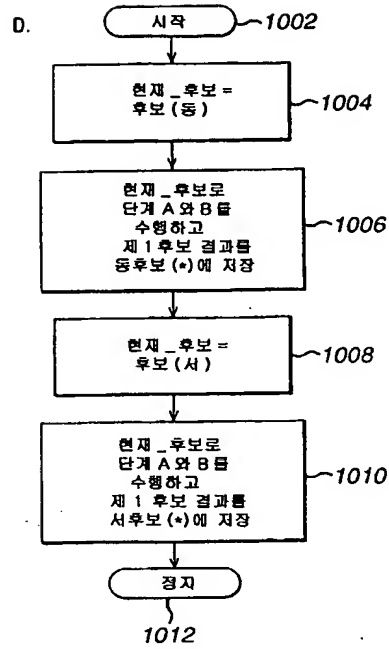 D.
시작
1002
현재_후보=
후보(동)
1004
현재_후보로
단계 A와 B를
수행하고
제1후보 결과를
동후보(*)에 저장
1006
현재_후보=
후보(서)
1008
현재_후보로
단계 A와 B를
수행하고
제1 후보 결과를
서후보(*)에 저장
1010
정지
1012